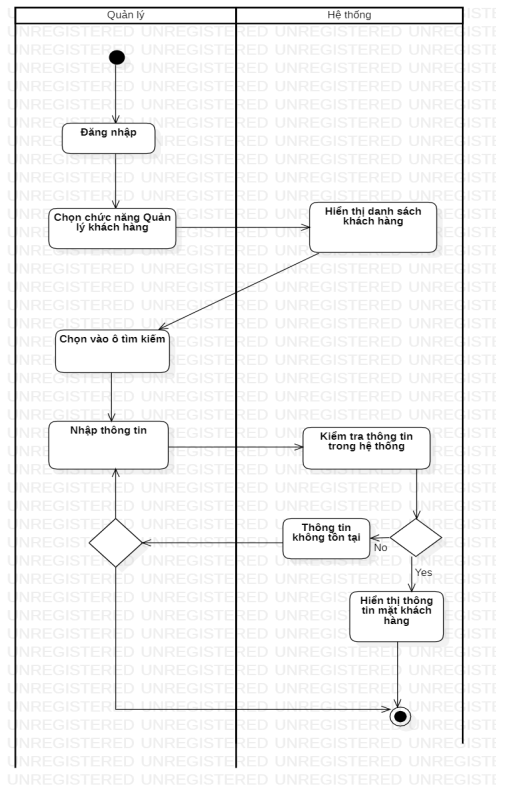 Quản lý
Hệ thống
Đăng nhập
Chọn chức năng Quản
lý khách hàng
Hiển thị danh sách
khách hàng
Chọn vào ô tìm kiếm
Nhập thông tin
Kiểm tra thông tin
trong hệ thống
Thông tin
không tồn tại
No
Yes
Hiển thị thông
tin mặt khách
hàng
UNREGISTERED